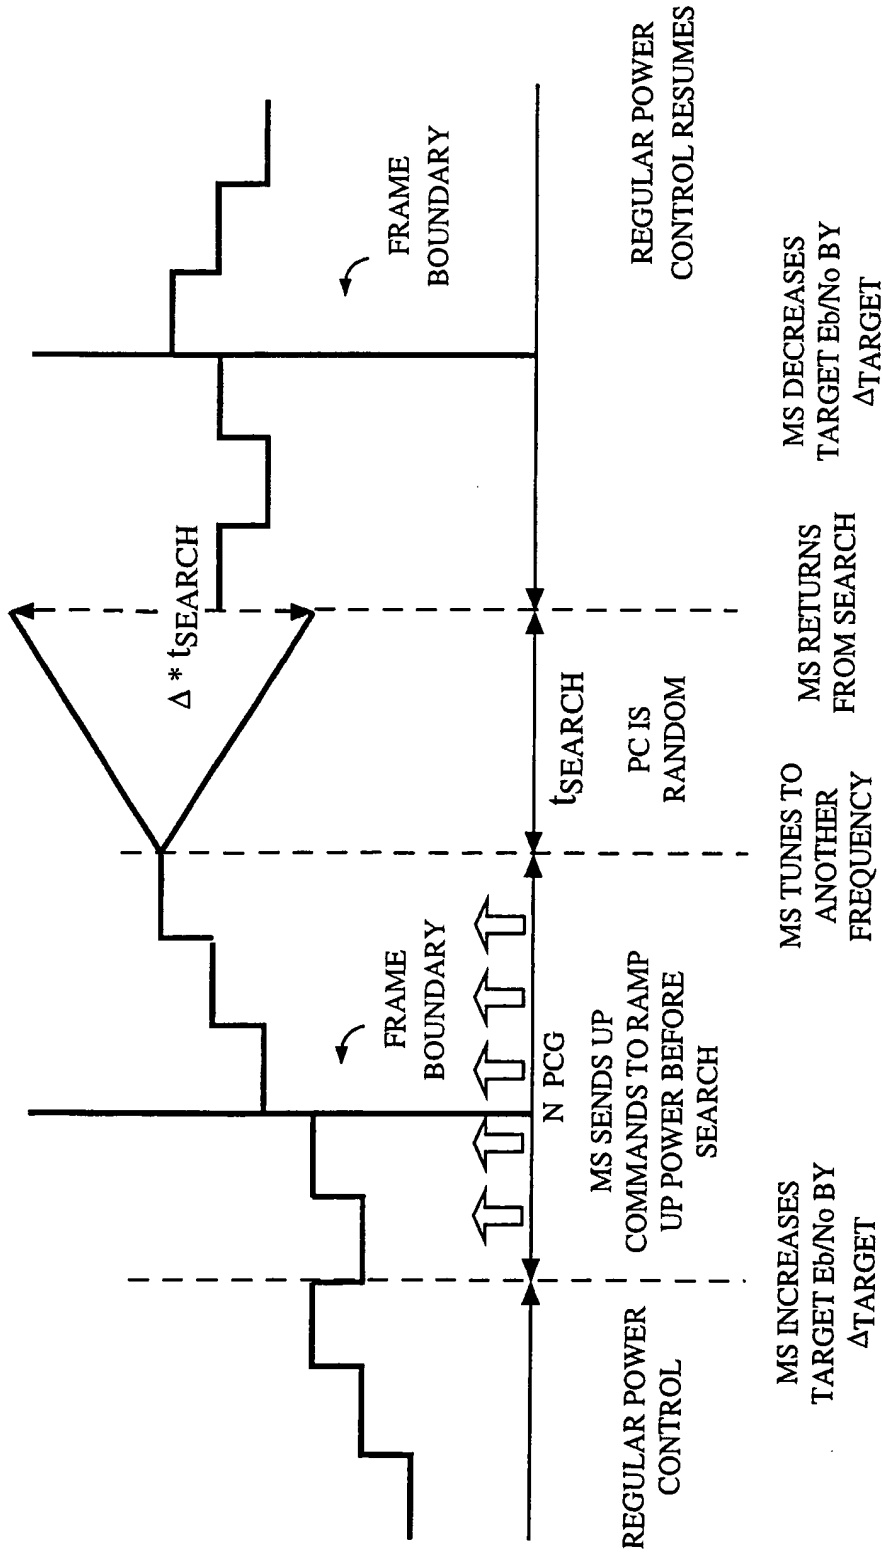 Δ * tSEARCH
FRAME
BOUNDARY
FRAME
BOUNDARY
N PCG
tSEARCH
REGULAR POWER
CONTROL
MS SENDS UP
COMMANDS TO RAMP
UP POWER BEFORE
SEARCH
PC IS
RANDOM
REGULAR POWER
CONTROL RESUMES
MS INCREASES
TARGET Eb/No BY
ΔTARGET
MS TUNES TO
ANOTHER
FREQUENCY
MS RETURNS
FROM SEARCH
MS DECREASES
TARGET Eb/No BY
ΔTARGET